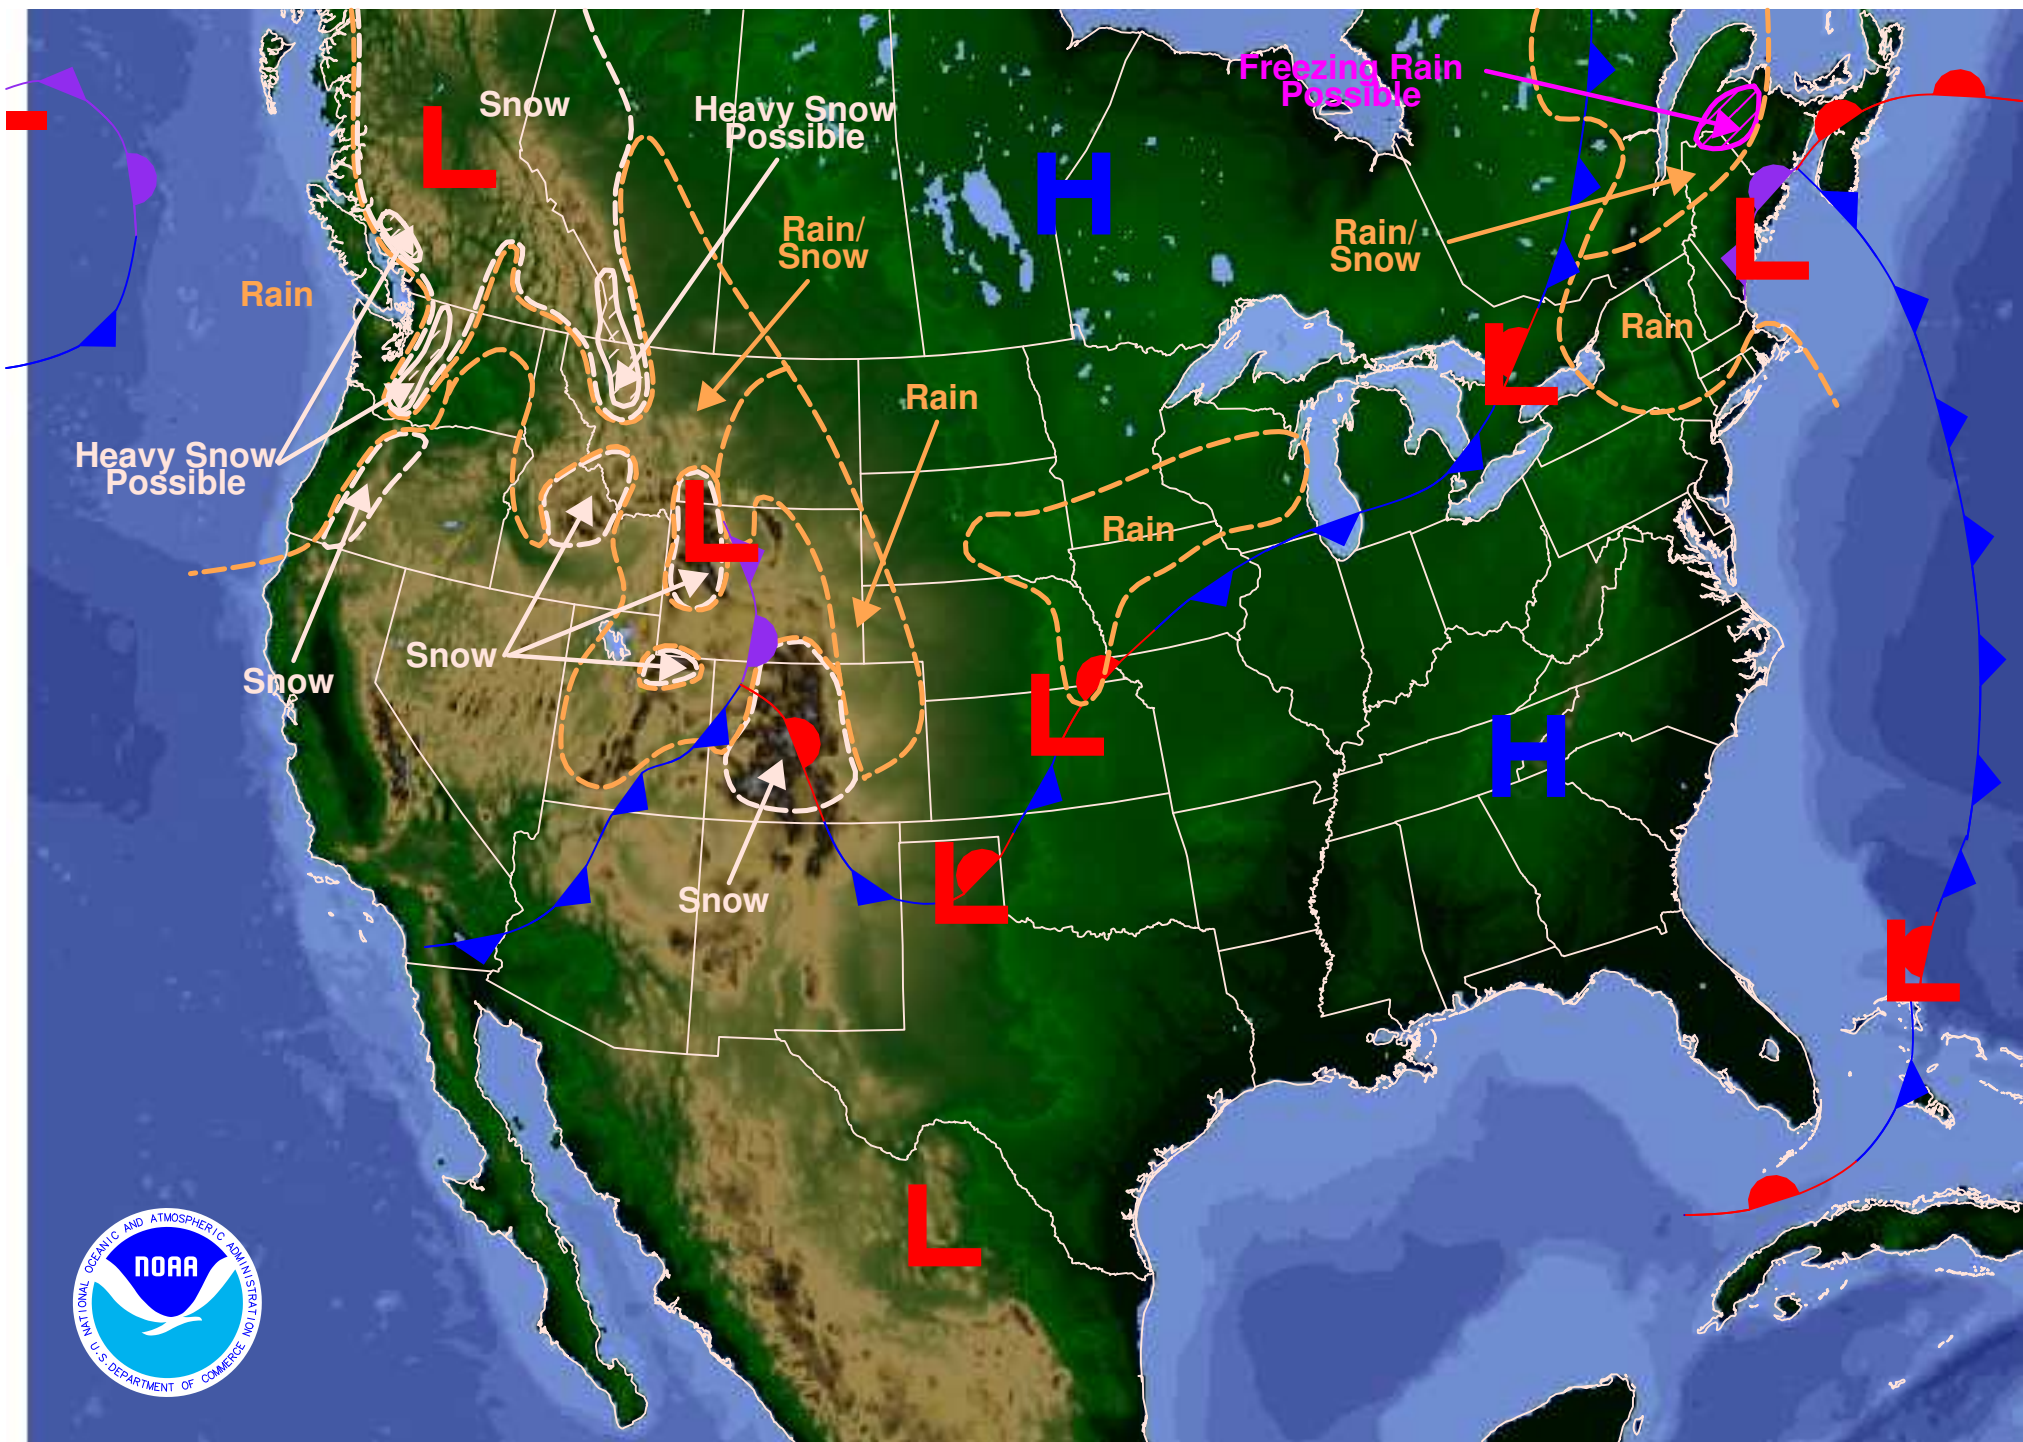 Freezing Rain
Possible
Snow
L
Heavy Snow
Possible
H
Rain/
Snow
Rain/
Snow
L
Rain
Rain
L
Rain
Heavy Snow
Possible
L
Rain
Snow
Snow
L
H
Snow
L
L
L
NOAA
NATIONAL OCEANIC AND ATMOSPHERIC ADMINISTRATION
U.S. DEPARTMENT OF COMMERCE